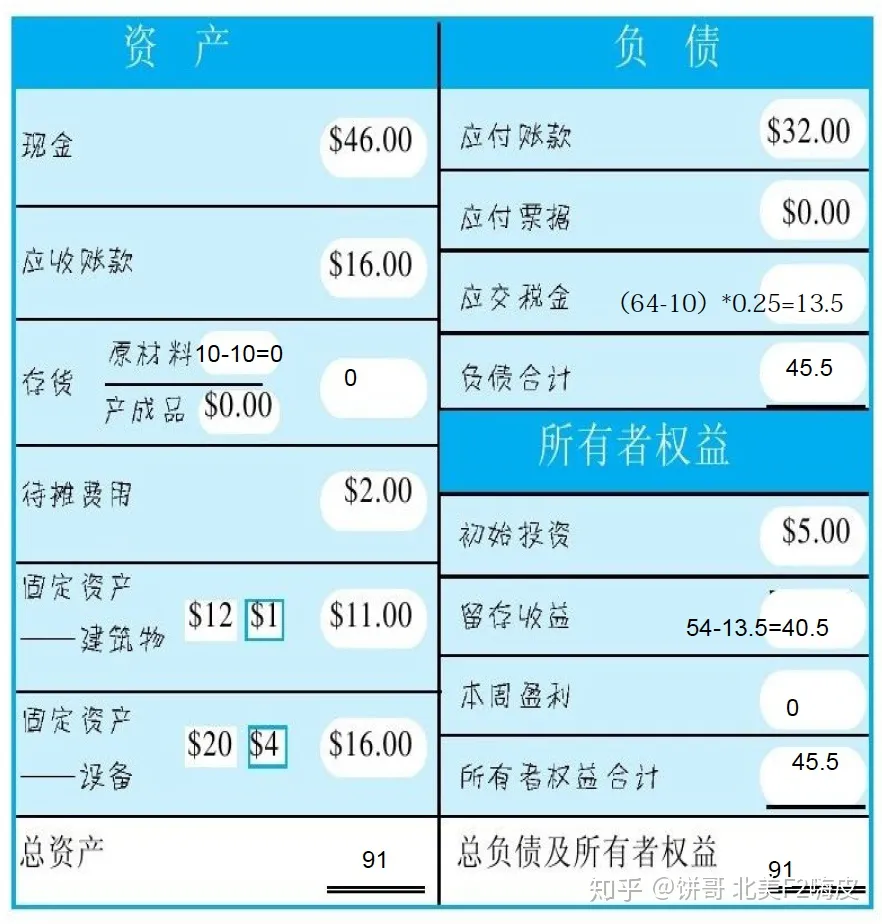 资 产
现金 $46.00
应收账款 $16.00
存货 原材料10-10=0 0
产成品 $0.00
待摊费用 $2.00
固定资产
——建筑物 $12 $1 $11.00
固定资产
——设备 $20 $4 $16.00
总资产 91
负 债
应付账款 $32.00
应付票据 $0.00
应交税金 (64-10)*0.25=13.5
负债合计 45.5
所有者权益
初始投资 $5.00
留存收益 54-13.5=40.5
本周盈利 0
所有者权益合计 45.5
总负债及所有者权益 91
知乎 @饼哥 北美F2嗨皮